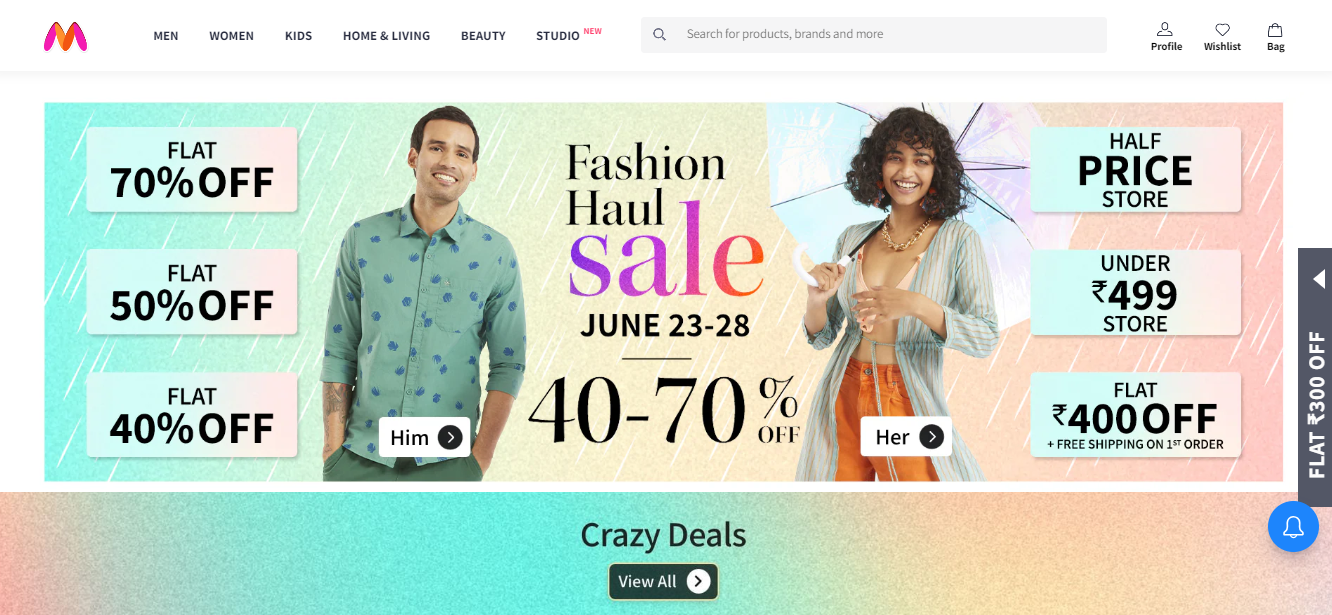 MEN
WOMEN
KIDS
HOME & LIVING
BEAUTY
STUDIO NEW
Search for products, brands and more
Profile
Wishlist
Bag
FLAT
70% OFF
FLAT
50% OFF
FLAT
40% OFF
Fashion
Haul
sale
JUNE 23-28
40-70% OFF
Him
Her
HALF
PRICE
STORE
UNDER
₹499
STORE
FLAT
₹400 OFF
+ FREE SHIPPING ON 1ST ORDER
FLAT ₹300 OFF
Crazy Deals
View All